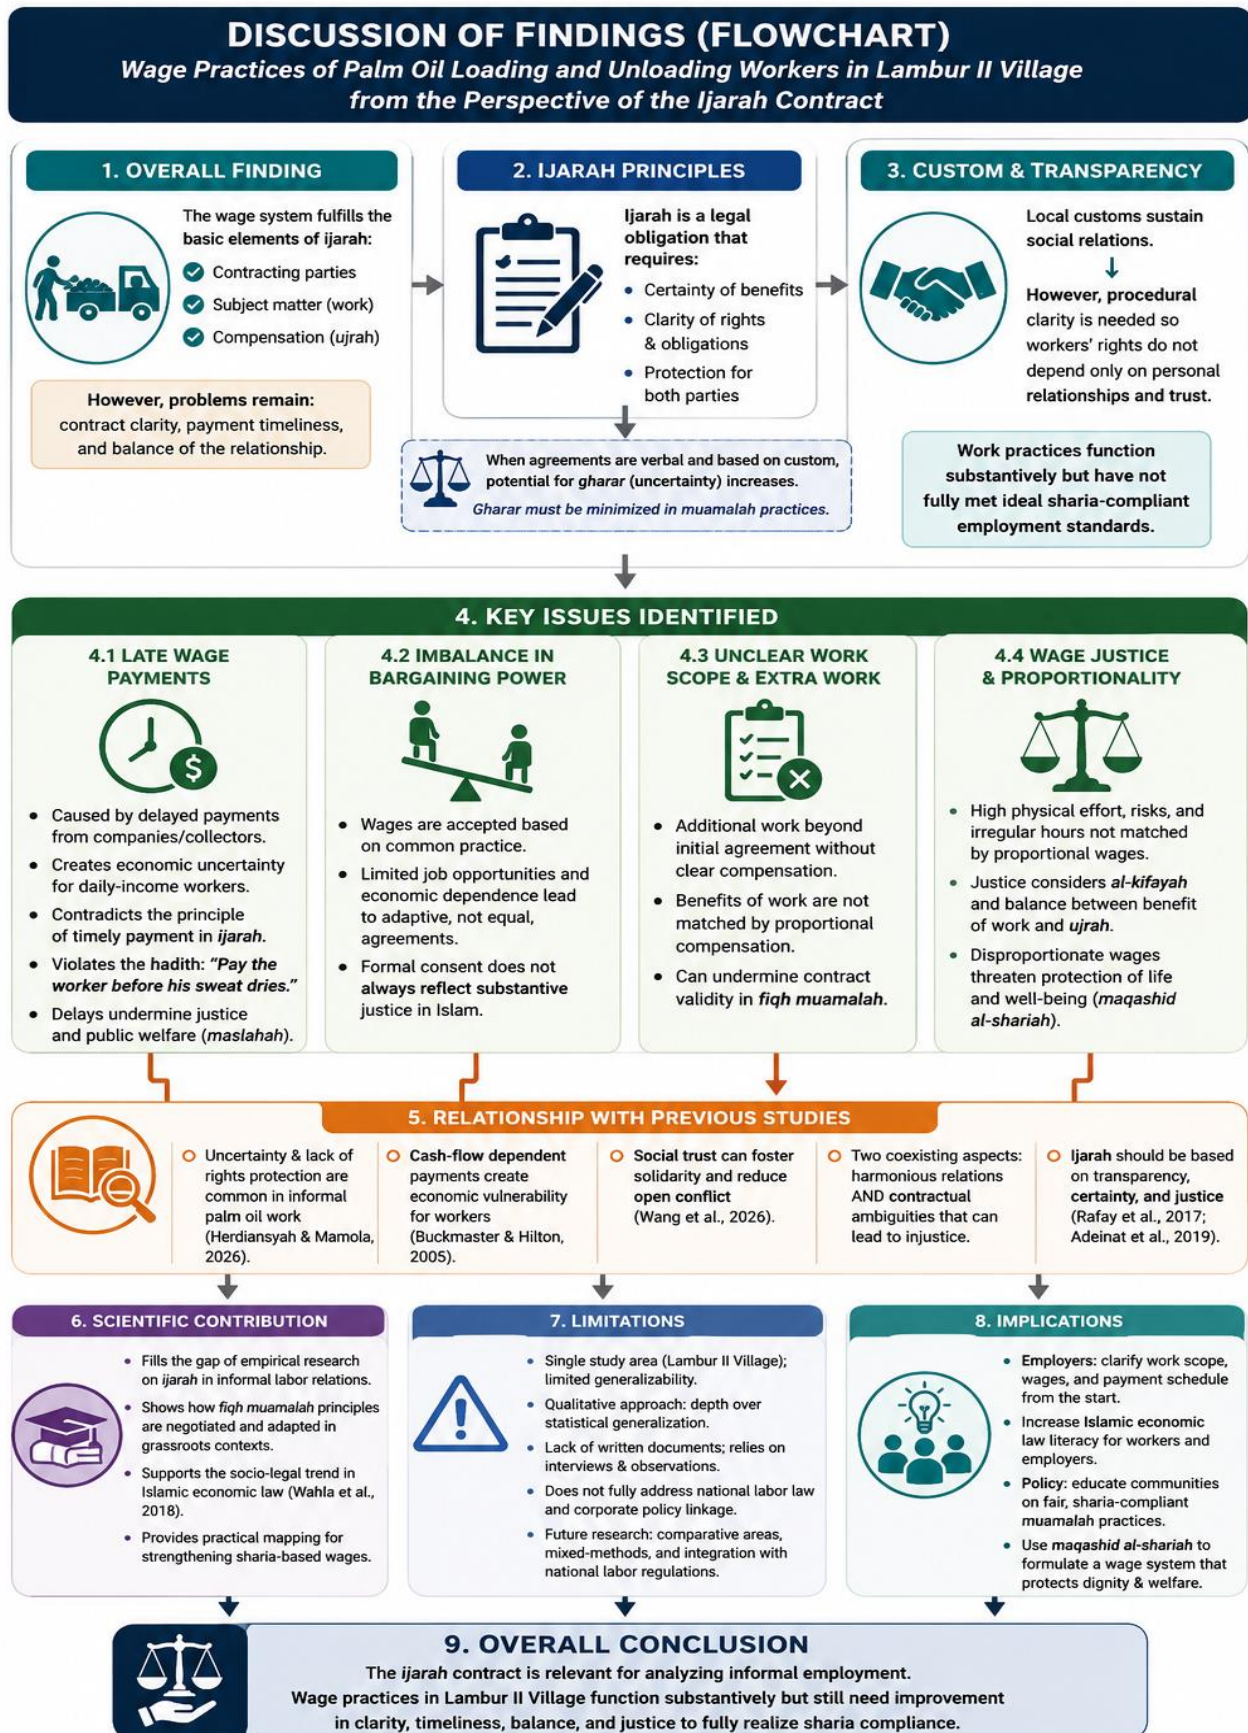 DISCUSSION OF FINDINGS (FLOWCHART)
Wage Practices of Palm Oil Loading and Unloading Workers in Lambur II Village
from the Perspective of the Ijarah Contract
1. OVERALL FINDING
The wage system fulfills the
basic elements of ijarah:
Contracting parties
Subject matter (work)
Compensation (ujrah)
However, problems remain:
contract clarity, payment timeliness,
and balance of the relationship.
2. IJARAH PRINCIPLES
Ijarah is a legal
obligation that
requires:
• Certainty of benefits
• Clarity of rights
& obligations
• Protection for
both parties
When agreements are verbal and based on custom,
potential for gharar (uncertainty) increases.
Gharar must be minimized in muamalah practices.
3. CUSTOM & TRANSPARENCY
Local customs sustain
social relations.
However, procedural
clarity is needed so
workers' rights do not
depend only on personal
relationships and trust.
Work practices function
substantively but have not
fully met ideal sharia-compliant
employment standards.
4. KEY ISSUES IDENTIFIED
4.1 LATE WAGE
PAYMENTS
$
• Caused by delayed payments
from companies/collectors.
• Creates economic uncertainty
for daily-income workers.
• Contradicts the principle
of timely payment in ijarah.
• Violates the hadith: "Pay the
worker before his sweat dries."
• Delays undermine justice
and public welfare (maslahah).
4.2 IMBALANCE IN
BARGAINING POWER
• Wages are accepted based
on common practice.
• Limited job opportunities and
economic dependence lead
to adaptive, not equal,
agreements.
• Formal consent does not
always reflect substantive
justice in Islam.
4.3 UNCLEAR WORK
SCOPE & EXTRA WORK
• Additional work beyond
initial agreement without
clear compensation.
• Benefits of work are not
matched by proportional
compensation.
• Can undermine contract
validity in fiqh muamalah.
4.4 WAGE JUSTICE
& PROPORTIONALITY
• High physical effort, risks, and
irregular hours not matched
by proportional wages.
• Justice considers al-kifayah
and balance between benefit
of work and ujrah.
• Disproportionate wages
threaten protection of life
and well-being (maqashid
al-shariah).
5. RELATIONSHIP WITH PREVIOUS STUDIES
Uncertainty & lack of
rights protection are
common in informal
palm oil work
(Herdiansyah & Mamola,
2026).
Cash-flow dependent
payments create
economic vulnerability
for workers
(Buckmaster & Hilton,
2005).
Social trust can foster
solidarity and reduce
open conflict
(Wang et al., 2026).
Two coexisting aspects:
harmonious relations
AND contractual
ambiguities that can
lead to injustice.
Ijarah should be based
on transparency,
certainty, and justice
(Rafay et al., 2017;
Adeinat et al., 2019).
6. SCIENTIFIC CONTRIBUTION
• Fills the gap of empirical research
on ijarah in informal labor relations.
• Shows how fiqh muamalah principles
are negotiated and adapted in
grassroots contexts.
• Supports the socio-legal trend in
Islamic economic law (Wahla et al.,
2018).
• Provides practical mapping for
strengthening sharia-based wages.
7. LIMITATIONS
• Single study area (Lambur II Village);
limited generalizability.
• Qualitative approach: depth over
statistical generalization.
• Lack of written documents; relies on
interviews & observations.
• Does not fully address national labor law
and corporate policy linkage.
• Future research: comparative areas,
mixed-methods, and integration with
national labor regulations.
8. IMPLICATIONS
• Employers: clarify work scope,
wages, and payment schedule
from the start.
• Increase Islamic economic
law literacy for workers and
employers.
• Policy: educate communities
on fair, sharia-compliant
muamalah practices.
• Use maqashid al-shariah to
formulate a wage system that
protects dignity & welfare.
9. OVERALL CONCLUSION
The ijarah contract is relevant for analyzing informal employment.
Wage practices in Lambur II Village function substantively but still need improvement
in clarity, timeliness, balance, and justice to fully realize sharia compliance.